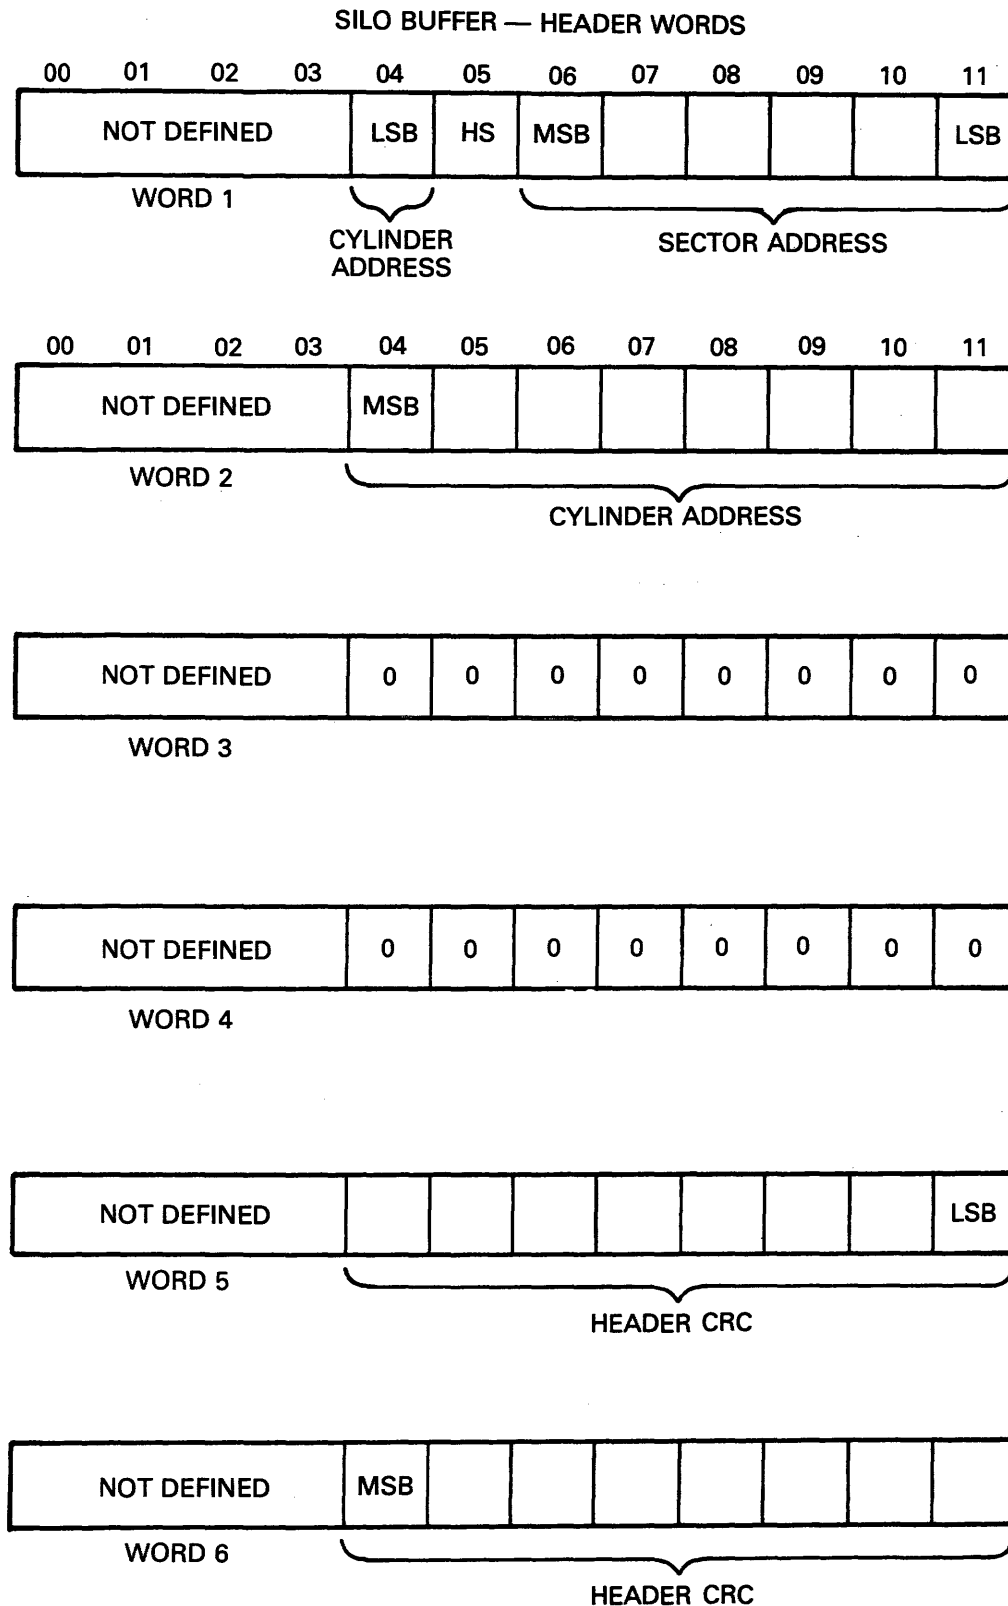 SILO BUFFER — HEADER WORDS
00 01 02 03 04 05 06 07 08 09 10 11
NOT DEFINED LSB HS MSB LSB
WORD 1
CYLINDER
ADDRESS
SECTOR ADDRESS
00 01 02 03 04 05 06 07 08 09 10 11
NOT DEFINED MSB
WORD 2
CYLINDER ADDRESS
NOT DEFINED 0 0 0 0 0 0 0 0
WORD 3
NOT DEFINED 0 0 0 0 0 0 0 0
WORD 4
NOT DEFINED LSB
WORD 5
HEADER CRC
NOT DEFINED MSB
WORD 6
HEADER CRC